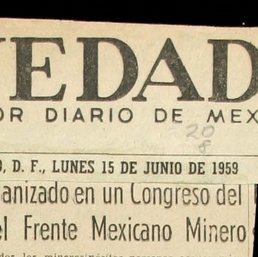 VEDAD
OR DIARIO DE MEX
20
8
O, D. F., LUNES 15 DE JUNIO DE 1959
anizado en un Congreso del
el Frente Mexicano Minero